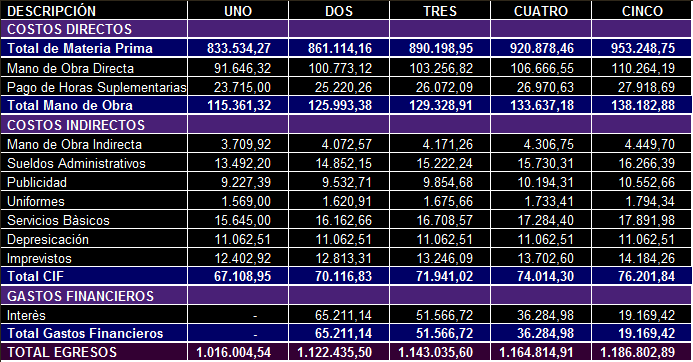 DESCRIPCIÓN UNO DOS TRES CUATRO CINCO
COSTOS DIRECTOS
Total de Materia Prima 833.534,27 861.114,16 890.198,95 920.878,46 953.248,75
Mano de Obra Directa 91.646,32 100.773,12 103.256,82 106.666,55 110.264,19
Pago de Horas Suplementarias 23.715,00 25.220,26 26.072,09 26.970,63 27.918,69
Total Mano de Obra 115.361,32 125.993,38 129.328,91 133.637,18 138.182,88
COSTOS INDIRECTOS
Mano de Obra Indirecta 3.709,92 4.072,57 4.171,26 4.306,75 4.449,70
Sueldos Administrativos 13.492,20 14.852,15 15.222,24 15.730,31 16.266,39
Publicidad 9.227,39 9.532,71 9.854,68 10.194,31 10.552,66
Uniformes 1.569,00 1.620,91 1.675,66 1.733,41 1.794,34
Servicios Bàsicos 15.645,00 16.162,66 16.708,57 17.284,40 17.891,98
Depresicación 11.062,51 11.062,51 11.062,51 11.062,51 11.062,51
Imprevistos 12.402,92 12.813,31 13.246,09 13.702,60 14.184,26
Total CIF 67.108,95 70.116,83 71.941,02 74.014,30 76.201,84
GASTOS FINANCIEROS
Interès - 65.211,14 51.566,72 36.284,98 19.169,42
Total Gastos Financieros - 65.211,14 51.566,72 36.284,98 19.169,42
TOTAL EGRESOS 1.016.004,54 1.122.435,50 1.143.035,60 1.164.814,91 1.186.802,89